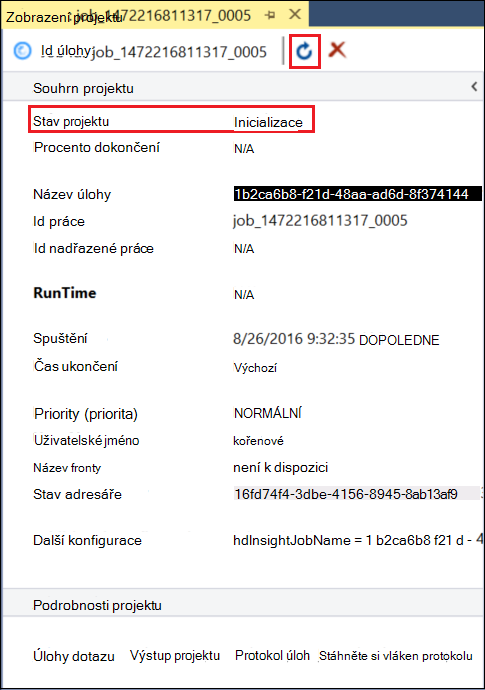 Zobrazení projektu job_1472216811317_0005
Id úlohy: job_1472216811317_0005
Souhrn projektu
Stav projektu Inicializace
Procento dokončení N/A
Název úlohy 1b2ca6b8-f21d-48aa-ad6d-8f374144
Id práce job_1472216811317_0005
Id nadřazené práce N/A
RunTime N/A
Spuštění 8/26/2016 9:32:35 DOPOLEDNE
Čas ukončení Výchozí
Priority (priorita) NORMÁLNÍ
Uživatelské jméno kořenové
Název fronty není k dispozici
Stav adresáře 16fd74f4-3dbe-4156-8945-8ab13af9
Další konfigurace hdInsightJobName = 1 b2ca6b8 f21 d - 4
Podrobnosti projektu
Úlohy dotazu Výstup projektu Protokol úloh Stáhněte si vláken protokolu